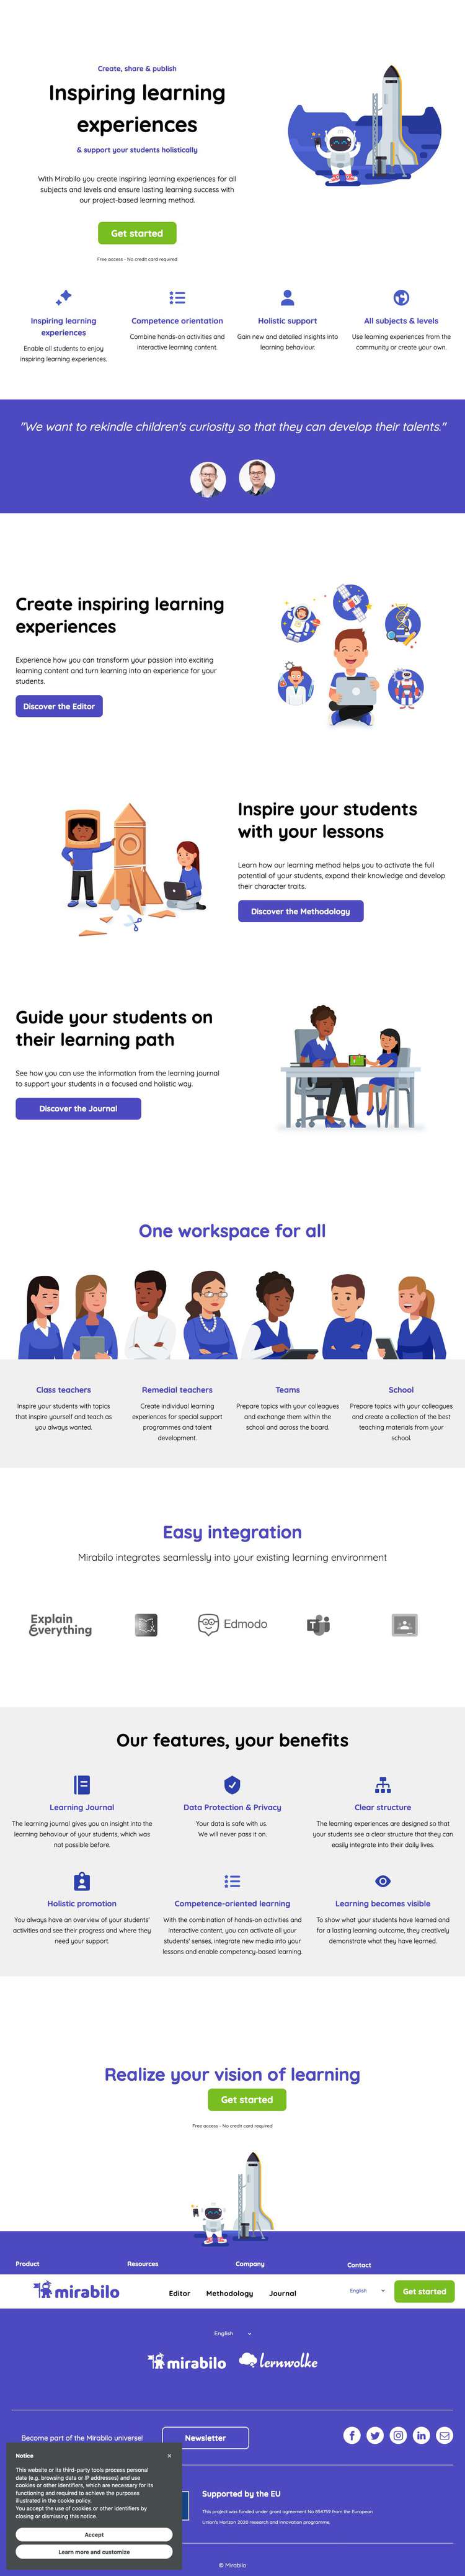 Create, share & publish
Inspiring learning
experiences
& support your students holistically
With Mirabilo you create inspiring learning experiences for all
subjects and levels and ensure lasting learning success with
our project-based learning method.
Get started
Free access - No credit card required
Inspiring learning
experiences
Enable all students to enjoy
inspiring learning experiences.
Competence orientation
Combine hands-on activities and
interactive learning content.
Holistic support
Gain new and detailed insights into
learning behaviour.
All subjects & levels
Use learning experiences from the
community or create your own.
"We want to rekindle children's curiosity so that they can develop their talents."
Create inspiring learning
experiences
Experience how you can transform your passion into exciting
learning content and turn learning into an experience for your
students.
Discover the Editor
Inspire your students
with your lessons
Learn how our learning method helps you to activate the full
potential of your students, expand their knowledge and develop
their character traits.
Discover the Methodology
Guide your students on
their learning path
See how you can use the information from the learning journal
to support your students in a focused and holistic way.
Discover the Journal
One workspace for all
Class teachers
Inspire your students with topics
that inspire yourself and teach as
you always wanted.
Remedial teachers
Create individual learning
experiences for special support
programmes and talent
development.
Teams
Prepare topics with your colleagues
and exchange them within the
school and across the board.
School
Prepare topics with your colleagues
and create a collection of the best
teaching materials from your
school.
Easy integration
Mirabilo integrates seamlessly into your existing learning environment
Explain
Everything
Edmodo
Our features, your benefits
Learning Journal
The learning journal gives you an insight into the
learning behaviour of your students, which was
not possible before.
Data Protection & Privacy
Your data is safe with us.
We will never pass it on.
Clear structure
The learning experiences are designed so that
your students see a clear structure that they can
easily integrate into their daily lives.
Holistic promotion
You always have an overview of your students'
activities and see their progress and where they
need your support.
Competence-oriented learning
With the combination of hands-on activities and
interactive content, you can activate all your
students' senses, integrate new media into your
lessons and enable competency-based learning.
Learning becomes visible
To show what your students have learned and
for a lasting learning outcome, they creatively
demonstrate what they have learned.
Realize your vision of learning
Get started
Free access - No credit card required
Product
Resources
Company
Contact
mirabilo
Editor
Methodology
Journal
English
Get started
English
mirabilo
lernwolke
Become part of the Mirabilo universe!
Newsletter
Notice
×
This website or its third-party tools process personal
data (e.g. browsing data or IP addresses) and use
cookies or other identifiers, which are necessary for its
functioning and required to achieve the purposes
illustrated in the cookie policy.
You accept the use of cookies or other identifiers by
closing or dismissing this notice.
Accept
Learn more and customize
Supported by the EU
This project was funded under grant agreement No 854759 from the European
Union's Horizon 2020 research and innovation programme.
© Mirabilo